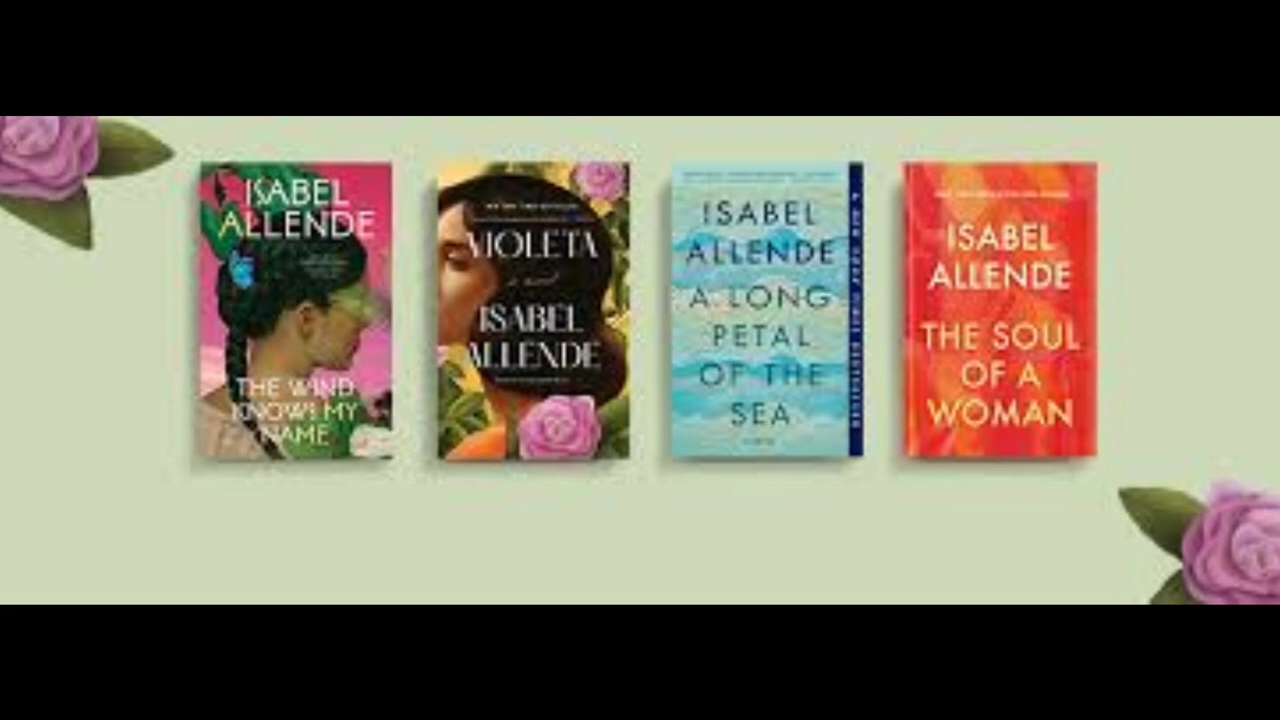 ISABEL
ALLENDE
THE WIND
KNOWS MY
NAME
VIOLETA
a novel
ISABEL
ALLENDE
ISABEL
ALLENDE
A LONG
PETAL
OF THE
SEA
ISABEL
ALLENDE
THE SOUL
OF A
WOMAN